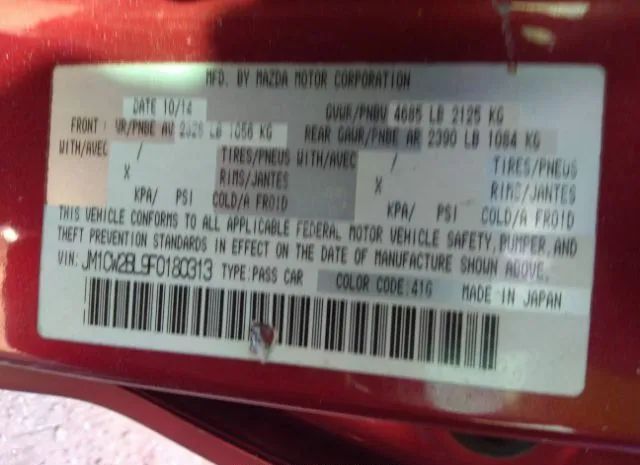 MFD. BY MAZDA MOTOR CORPORATION
DATE 10/14 GVWR/PNBV 4685 LB 2125 KG
FRONT : WR/PNBE AV 2328 LB 1056 KG REAR GAWR/PNBE AR 2390 LB 1084 KG
WITH/AVEC / TIRES/PNEUS WITH/AVEC / TIRES/PNEUS
X RIMS/JANTES X RIMS/JANTES
KPA/ PSI COLD/A FROID KPA/ PSI COLD/A FROID
THIS VEHICLE CONFORMS TO ALL APPLICABLE FEDERAL MOTOR VEHICLE SAFETY, BUMPER, AND
THEFT PREVENTION STANDARDS IN EFFECT ON THE DATE OF MANUFACTURE SHOWN ABOVE.
VIN: JM1CW2BL9F0180313 TYPE:PASS CAR COLOR CODE:41G MADE IN JAPAN